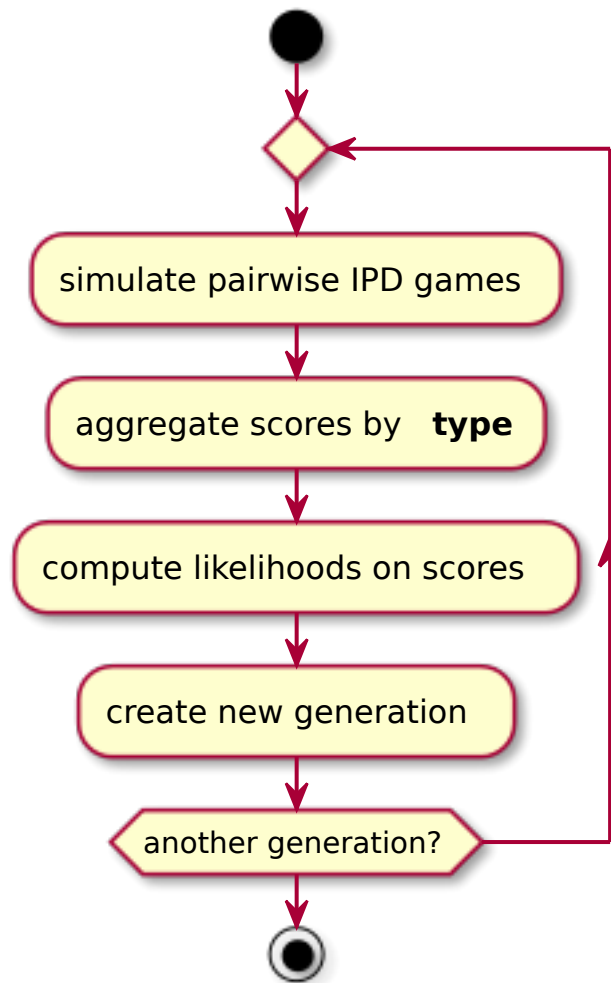 simulate pairwise IPD games
aggregate scores by type
compute likelihoods on scores
create new generation
another generation?